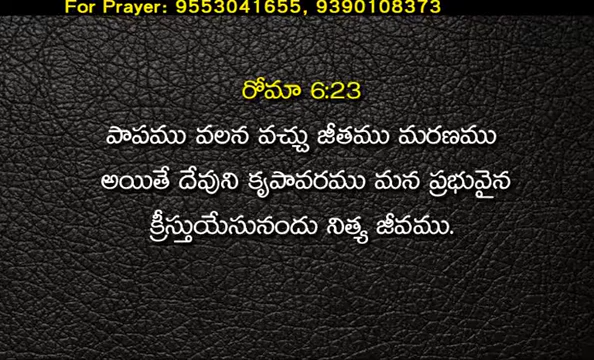 For Prayer: 9553041655, 9390108373
రోమా 6:23
పాపము వలన వచ్చు జీతము మరణము
అయితే దేవుని కృపావరము మన ప్రభువైన
క్రీస్తుయేసునందు నిత్య జీవము.